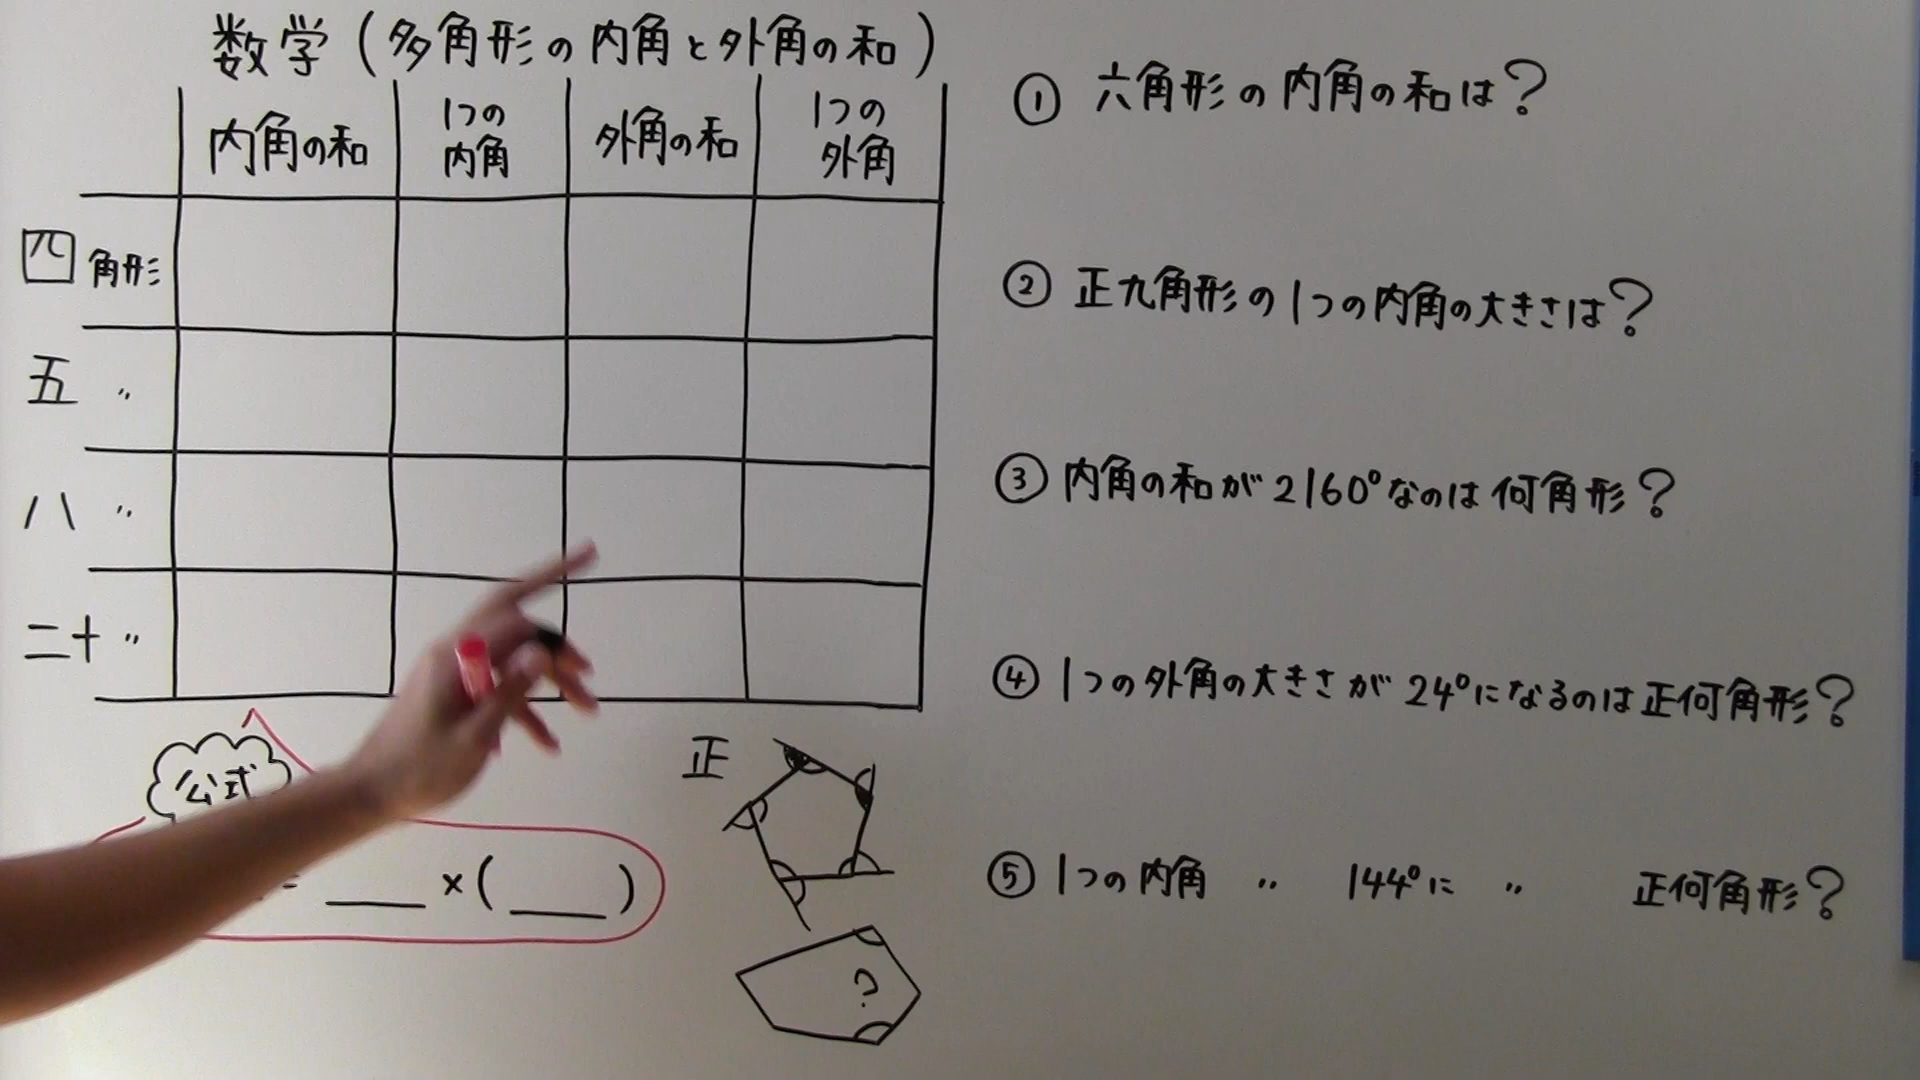 数学(多角形の内角と外角の和)
内角の和
1つの
内角
外角の和
1つの
外角
四角形
五 〃
八 〃
二十 〃
公式
= ___ ×( ___ )
正
?
① 六角形の内角の和は?
② 正九角形の1つの内角の大きさは?
③ 内角の和が2160°なのは何角形?
④ 1つの外角の大きさが24°になるのは正何角形?
⑤ 1つの内角 〃 144°に 〃 正何角形?